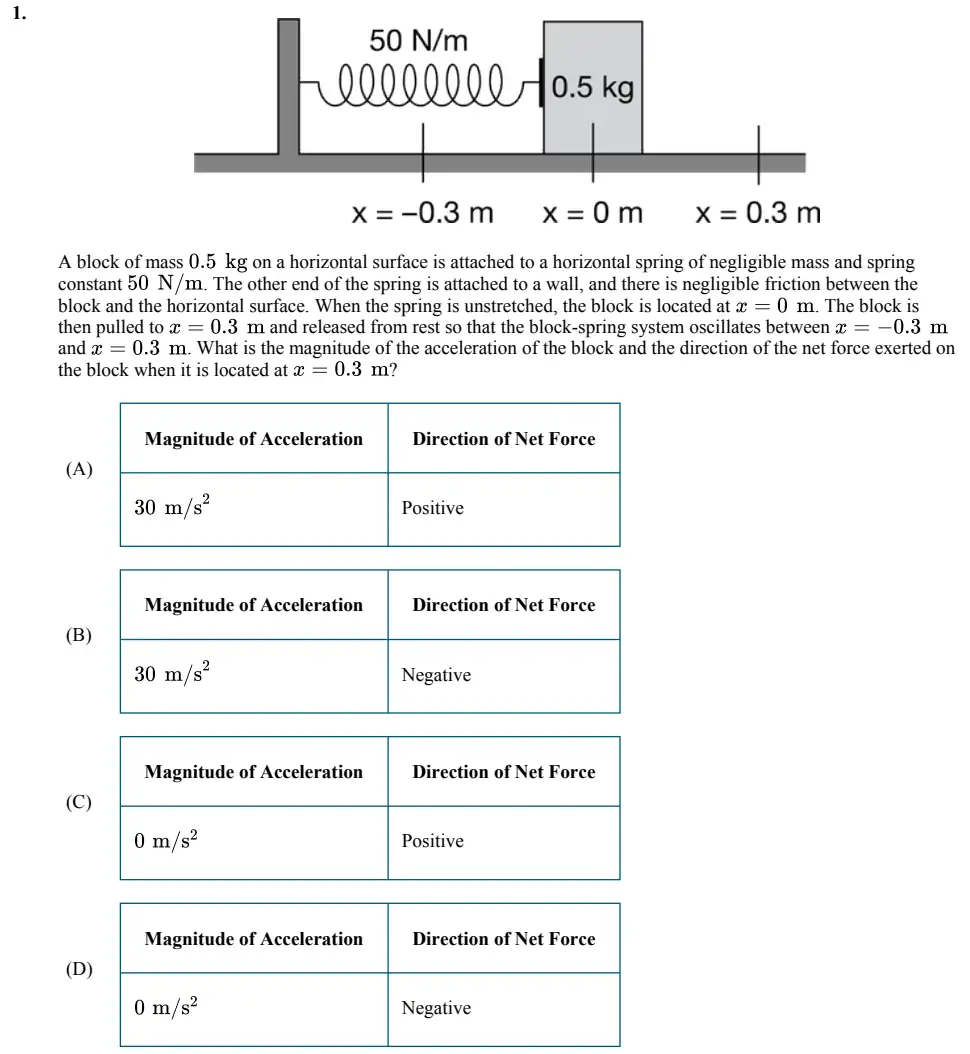 1.
50 N/m
0.5 kg
x = −0.3 m x = 0 m x = 0.3 m
A block of mass 0.5 kg on a horizontal surface is attached to a horizontal spring of negligible mass and spring
constant 50 N/m. The other end of the spring is attached to a wall, and there is negligible friction between the
block and the horizontal surface. When the spring is unstretched, the block is located at x = 0 m. The block is
then pulled to x = 0.3 m and released from rest so that the block-spring system oscillates between x = −0.3 m
and x = 0.3 m. What is the magnitude of the acceleration of the block and the direction of the net force exerted on
the block when it is located at x = 0.3 m?
Magnitude of Acceleration Direction of Net Force
(A)
30 m/s² Positive
Magnitude of Acceleration Direction of Net Force
(B)
30 m/s² Negative
Magnitude of Acceleration Direction of Net Force
(C)
0 m/s² Positive
Magnitude of Acceleration Direction of Net Force
(D)
0 m/s² Negative